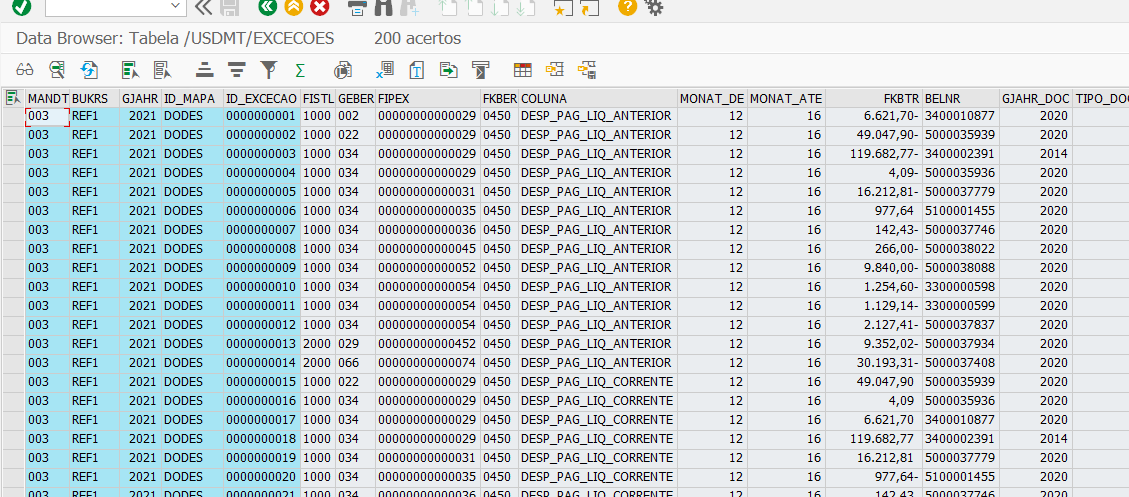 Data Browser: Tabela /USDMT/EXCECOES 200 acertos
MANDT BUKRS GJAHR ID_MAPA ID_EXCECAO FISTL GEBER FIPEX FKBER COLUNA MONAT_DE MONAT_ATE FKBTR BELNR GJAHR_DOC TIPO_DOC
003 REF1 2021 DODES 0000000001 1000 002 00000000000029 0450 DESP_PAG_LIQ_ANTERIOR 12 16 6.621,70- 3400010877 2020
003 REF1 2021 DODES 0000000002 1000 022 00000000000029 0450 DESP_PAG_LIQ_ANTERIOR 12 16 49.047,90- 5000035939 2020
003 REF1 2021 DODES 0000000003 1000 034 00000000000029 0450 DESP_PAG_LIQ_ANTERIOR 12 16 119.682,77- 3400002391 2014
003 REF1 2021 DODES 0000000004 1000 034 00000000000029 0450 DESP_PAG_LIQ_ANTERIOR 12 16 4,09- 5000035936 2020
003 REF1 2021 DODES 0000000005 1000 034 00000000000031 0450 DESP_PAG_LIQ_ANTERIOR 12 16 16.212,81- 5000037779 2020
003 REF1 2021 DODES 0000000006 1000 034 00000000000035 0450 DESP_PAG_LIQ_ANTERIOR 12 16 977,64 5100001455 2020
003 REF1 2021 DODES 0000000007 1000 034 00000000000036 0450 DESP_PAG_LIQ_ANTERIOR 12 16 142,43- 5000037746 2020
003 REF1 2021 DODES 0000000008 1000 034 00000000000045 0450 DESP_PAG_LIQ_ANTERIOR 12 16 266,00- 5000038022 2020
003 REF1 2021 DODES 0000000009 1000 034 00000000000052 0450 DESP_PAG_LIQ_ANTERIOR 12 16 9.840,00- 5000038088 2020
003 REF1 2021 DODES 0000000010 1000 034 00000000000054 0450 DESP_PAG_LIQ_ANTERIOR 12 16 1.254,60- 3300000598 2020
003 REF1 2021 DODES 0000000011 1000 034 00000000000054 0450 DESP_PAG_LIQ_ANTERIOR 12 16 1.129,14- 3300000599 2020
003 REF1 2021 DODES 0000000012 1000 034 00000000000054 0450 DESP_PAG_LIQ_ANTERIOR 12 16 2.127,41- 5000037837 2020
003 REF1 2021 DODES 0000000013 2000 029 00000000000452 0450 DESP_PAG_LIQ_ANTERIOR 12 16 9.352,02- 5000037934 2020
003 REF1 2021 DODES 0000000014 2000 066 00000000000074 0450 DESP_PAG_LIQ_ANTERIOR 12 16 30.193,31- 5000037408 2020
003 REF1 2021 DODES 0000000015 1000 022 00000000000029 0450 DESP_PAG_LIQ_CORRENTE 12 16 49.047,90 5000035939 2020
003 REF1 2021 DODES 0000000016 1000 034 00000000000029 0450 DESP_PAG_LIQ_CORRENTE 12 16 4,09 5000035936 2020
003 REF1 2021 DODES 0000000017 1000 034 00000000000029 0450 DESP_PAG_LIQ_CORRENTE 12 16 6.621,70 3400010877 2020
003 REF1 2021 DODES 0000000018 1000 034 00000000000029 0450 DESP_PAG_LIQ_CORRENTE 12 16 119.682,77 3400002391 2014
003 REF1 2021 DODES 0000000019 1000 034 00000000000031 0450 DESP_PAG_LIQ_CORRENTE 12 16 16.212,81 5000037779 2020
003 REF1 2021 DODES 0000000020 1000 034 00000000000035 0450 DESP_PAG_LIQ_CORRENTE 12 16 977,64- 5100001455 2020
003 REF1 2021 DODES 0000000021 1000 034 00000000000036 0450 DESP_PAG_LIQ_CORRENTE 12 16 142,43 5000037746 2020